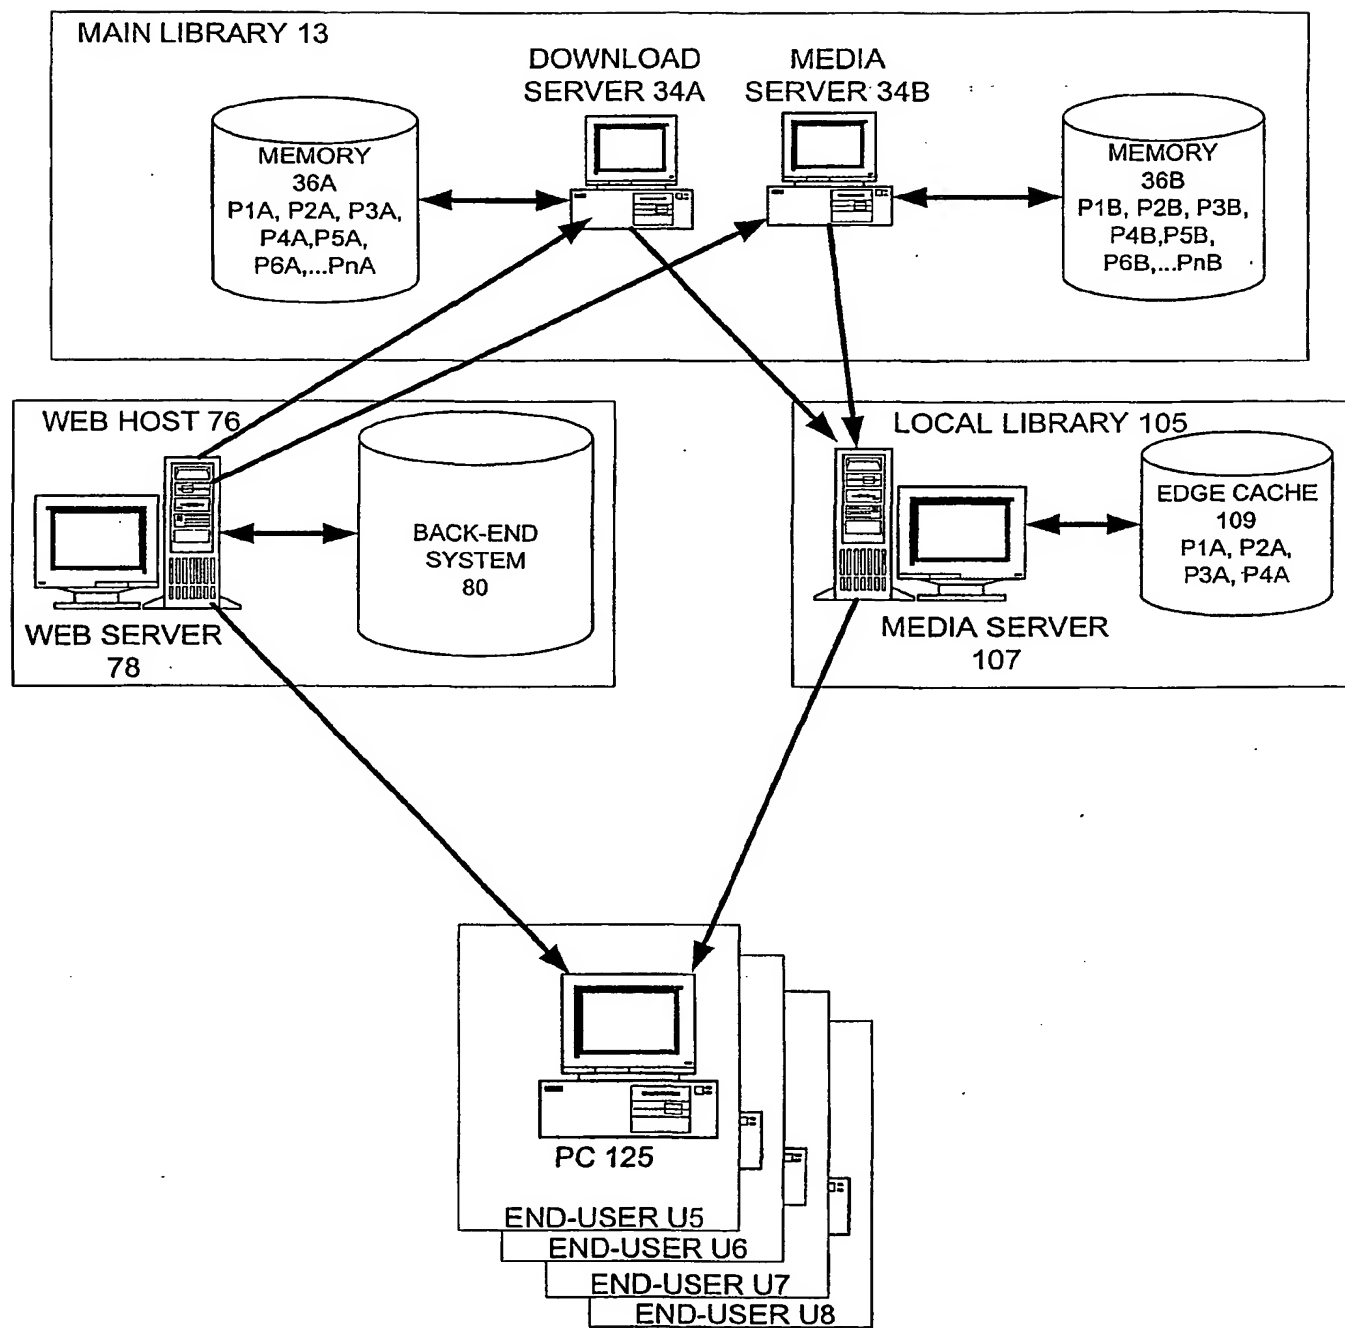 MAIN LIBRARY 13
DOWNLOAD
SERVER 34A
MEDIA
SERVER 34B
MEMORY
36A
P1A, P2A, P3A,
P4A,P5A,
P6A,...PnA
MEMORY
36B
P1B, P2B, P3B,
P4B,P5B,
P6B,...PnB
WEB HOST 76
BACK-END
SYSTEM
80
WEB SERVER
78
LOCAL LIBRARY 105
EDGE CACHE
109
P1A, P2A,
P3A, P4A
MEDIA SERVER
107
PC 125
END-USER U5
END-USER U6
END-USER U7
END-USER U8